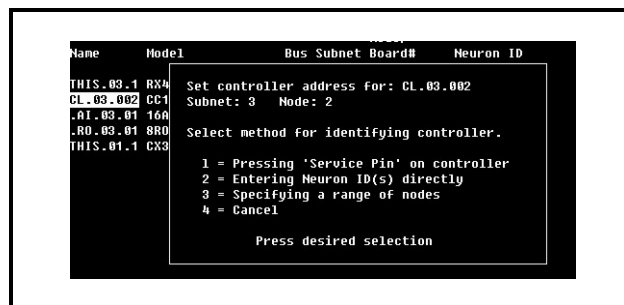 Name Model Bus Subnet Board# Neuron ID
THIS.03.1 RX4
CL.03.002 CC1
.AI.03.01 16A
.RO.03.01 8RO
THIS.01.1 CX3
Set controller address for: CL.03.002
Subnet: 3 Node: 2
Select method for identifying controller.
1 = Pressing 'Service Pin' on controller
2 = Entering Neuron ID(s) directly
3 = Specifying a range of nodes
4 = Cancel
Press desired selection